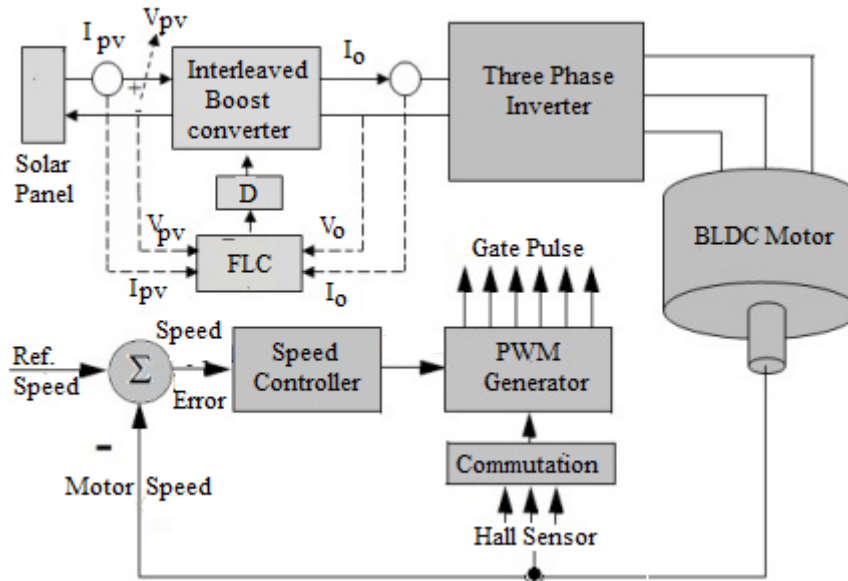 Vpv
I pv
Io
Interleaved
Boost
converter
Three Phase
Inverter
Solar
Panel
D
Vpv
Vo
FLC
Ipv
Io
BLDC Motor
Gate Pulse
Ref.
Speed
Σ
Speed
Error
Speed
Controller
PWM
Generator
Commutation
Motor Speed
Hall Sensor